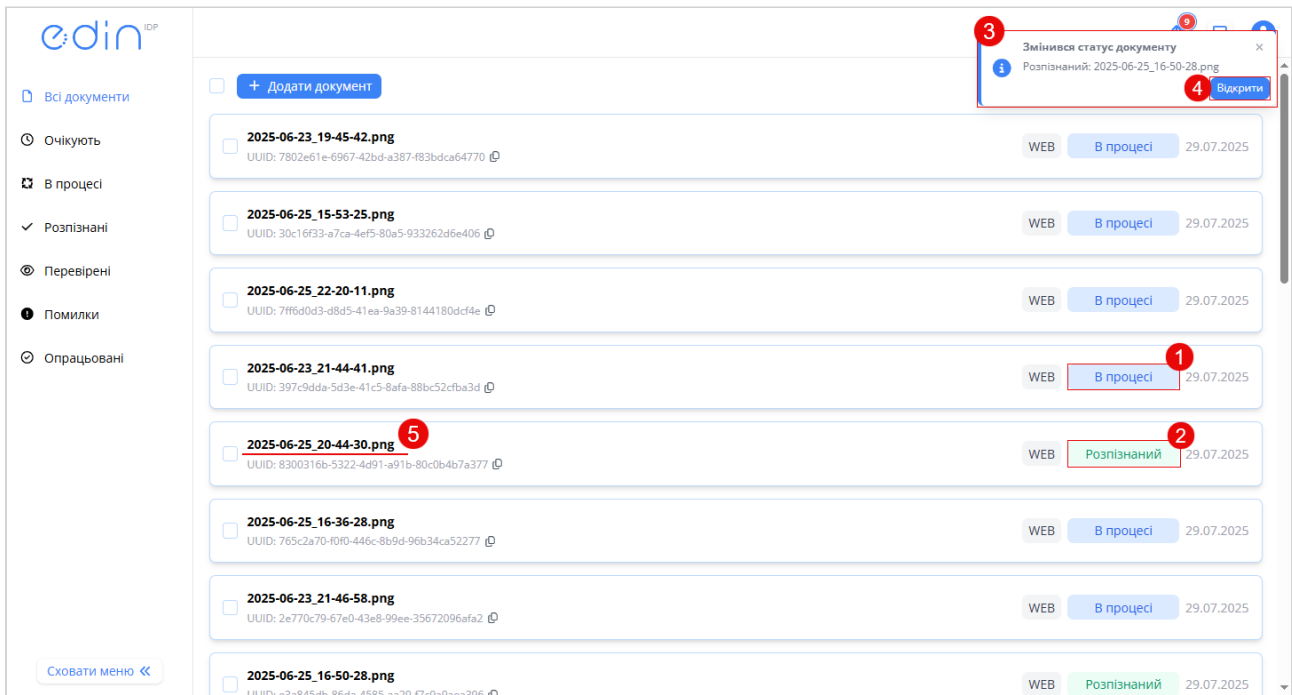 edin IDP
9
3
Змінився статус документу
Розпізнаний: 2025-06-25_16-50-28.png
4
Відкрити
+ Додати документ
Всі документи
Очікують
В процесі
Розпізнані
Перевірені
Помилки
Опрацьовані
Сховати меню
2025-06-23_19-45-42.png
UUID: 7802e61e-6967-42bd-a387-f83bdca64770
WEB В процесі 29.07.2025
2025-06-25_15-53-25.png
UUID: 30c16f33-a7ca-4ef5-80a5-933262d6e406
WEB В процесі 29.07.2025
2025-06-25_22-20-11.png
UUID: 7ff6d0d3-d8d5-41ea-9a39-8144180dcf4e
WEB В процесі 29.07.2025
2025-06-23_21-44-41.png
UUID: 397c9dda-5d3e-41c5-8afa-88bc52cfba3d
1
WEB В процесі 29.07.2025
2025-06-25_20-44-30.png
5
UUID: 8300316b-5322-4d91-a91b-80c0b4b7a377
2
WEB Розпізнаний 29.07.2025
2025-06-25_16-36-28.png
UUID: 765c2a70-f0f0-446c-8b9d-96b34ca52277
WEB В процесі 29.07.2025
2025-06-23_21-46-58.png
UUID: 2e770c79-67e0-43e8-99ee-35672096afa2
WEB В процесі 29.07.2025
2025-06-25_16-50-28.png
WEB Розпізнаний 29.07.2025